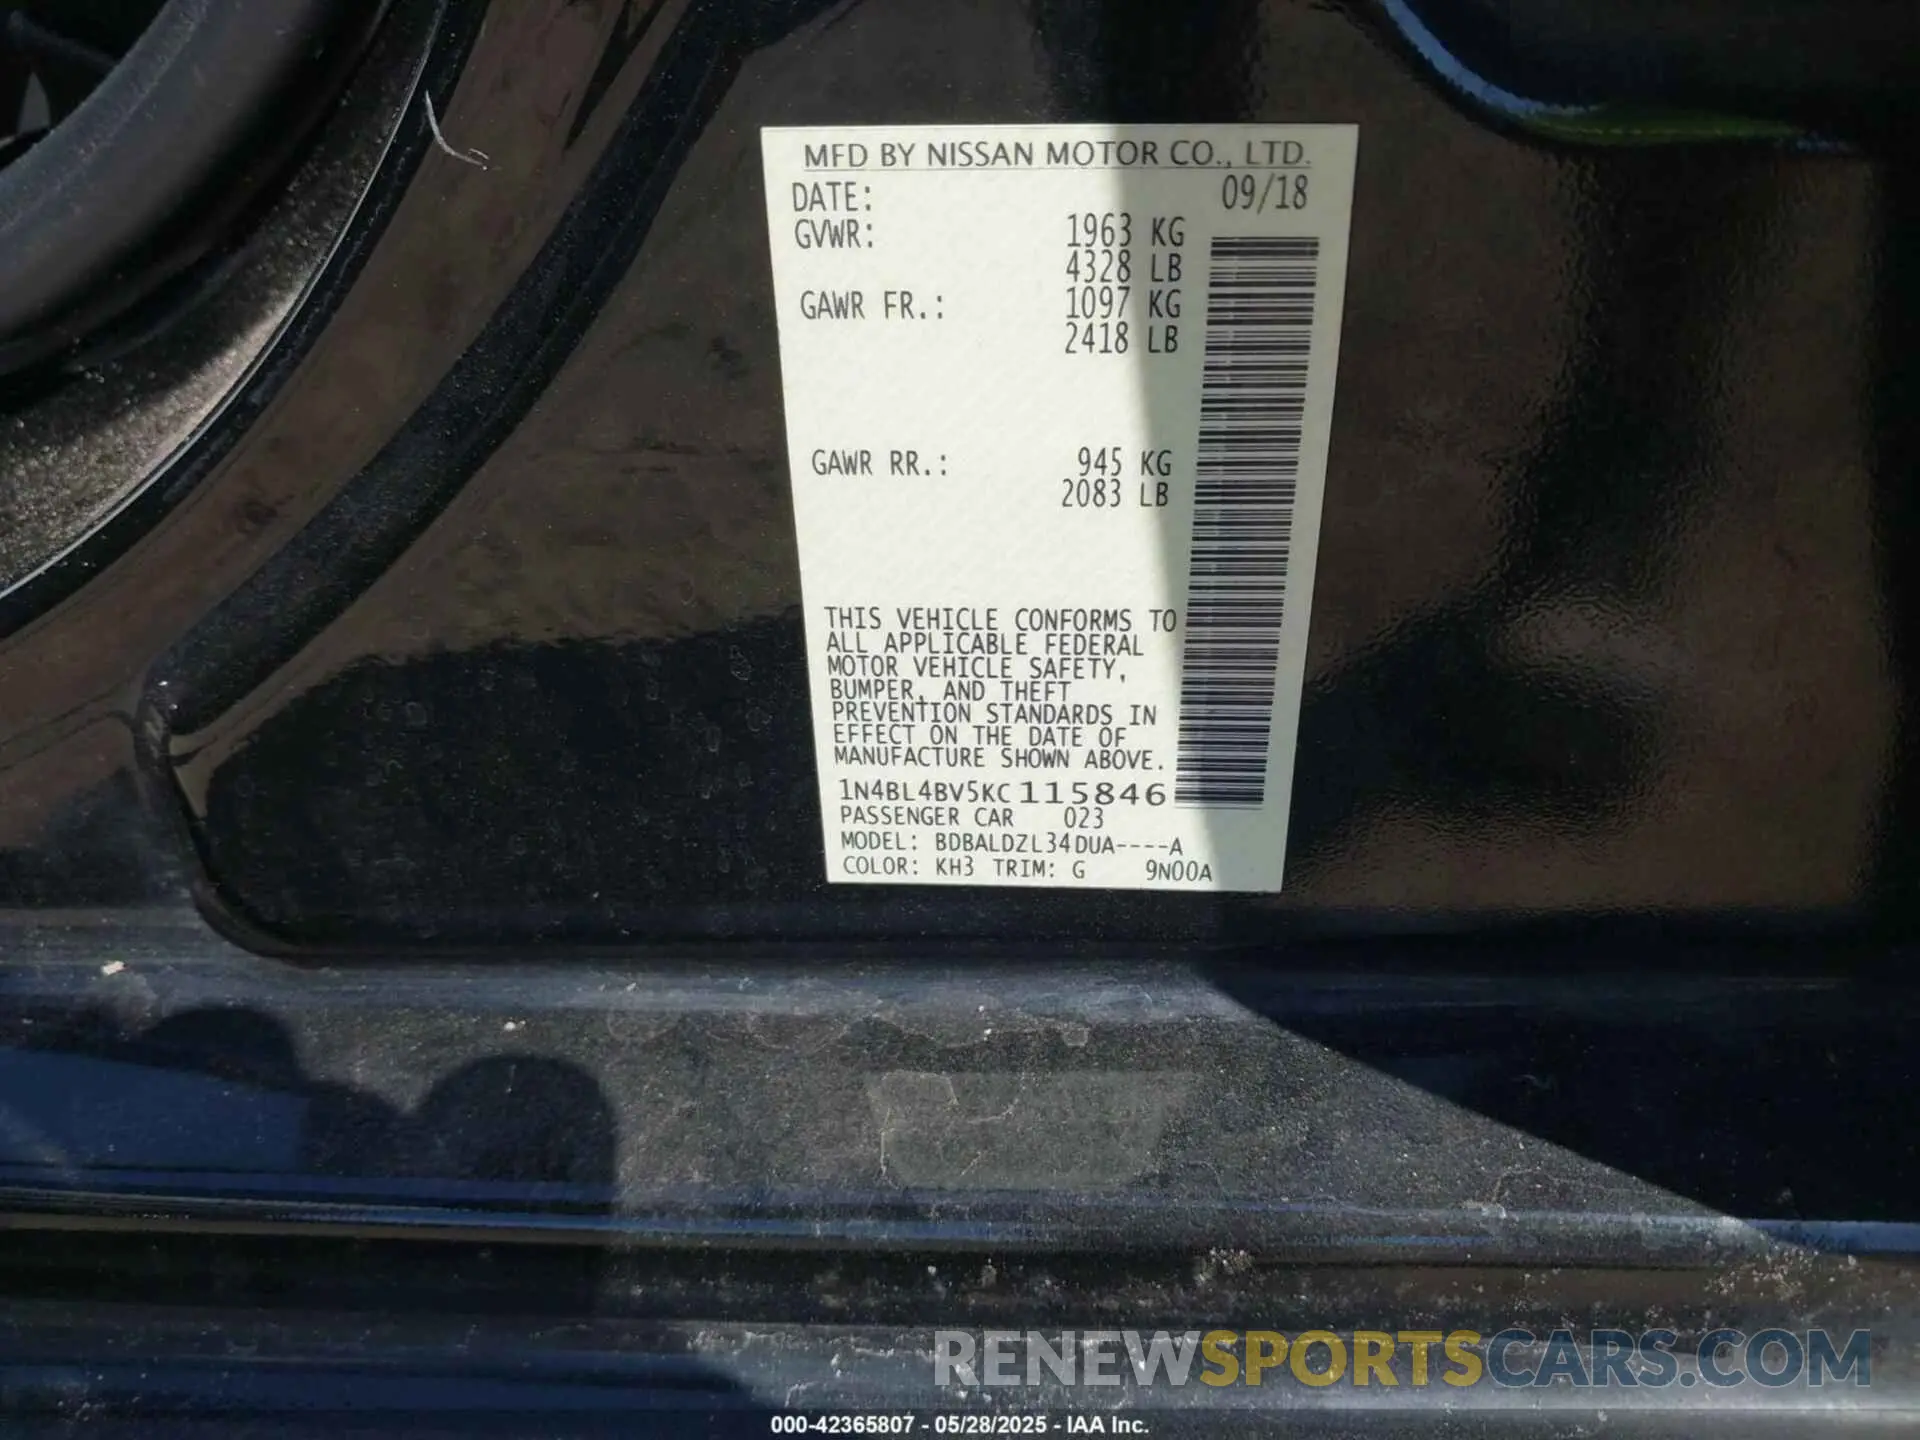 MFD BY NISSAN MOTOR CO., LTD.
DATE: 09/18
GVWR: 1963 KG
4328 LB
GAWR FR.: 1097 KG
2418 LB
GAWR RR.: 945 KG
2083 LB
THIS VEHICLE CONFORMS TO
ALL APPLICABLE FEDERAL
MOTOR VEHICLE SAFETY,
BUMPER, AND THEFT
PREVENTION STANDARDS IN
EFFECT ON THE DATE OF
MANUFACTURE SHOWN ABOVE.
1N4BL4BV5KC115846
PASSENGER CAR 023
MODEL: BDBALDZL34DUA----A
COLOR: KH3 TRIM: G 9N00A
RENEWSPORTSCARS.COM
000-42365807 - 05/28/2025 - IAA Inc.